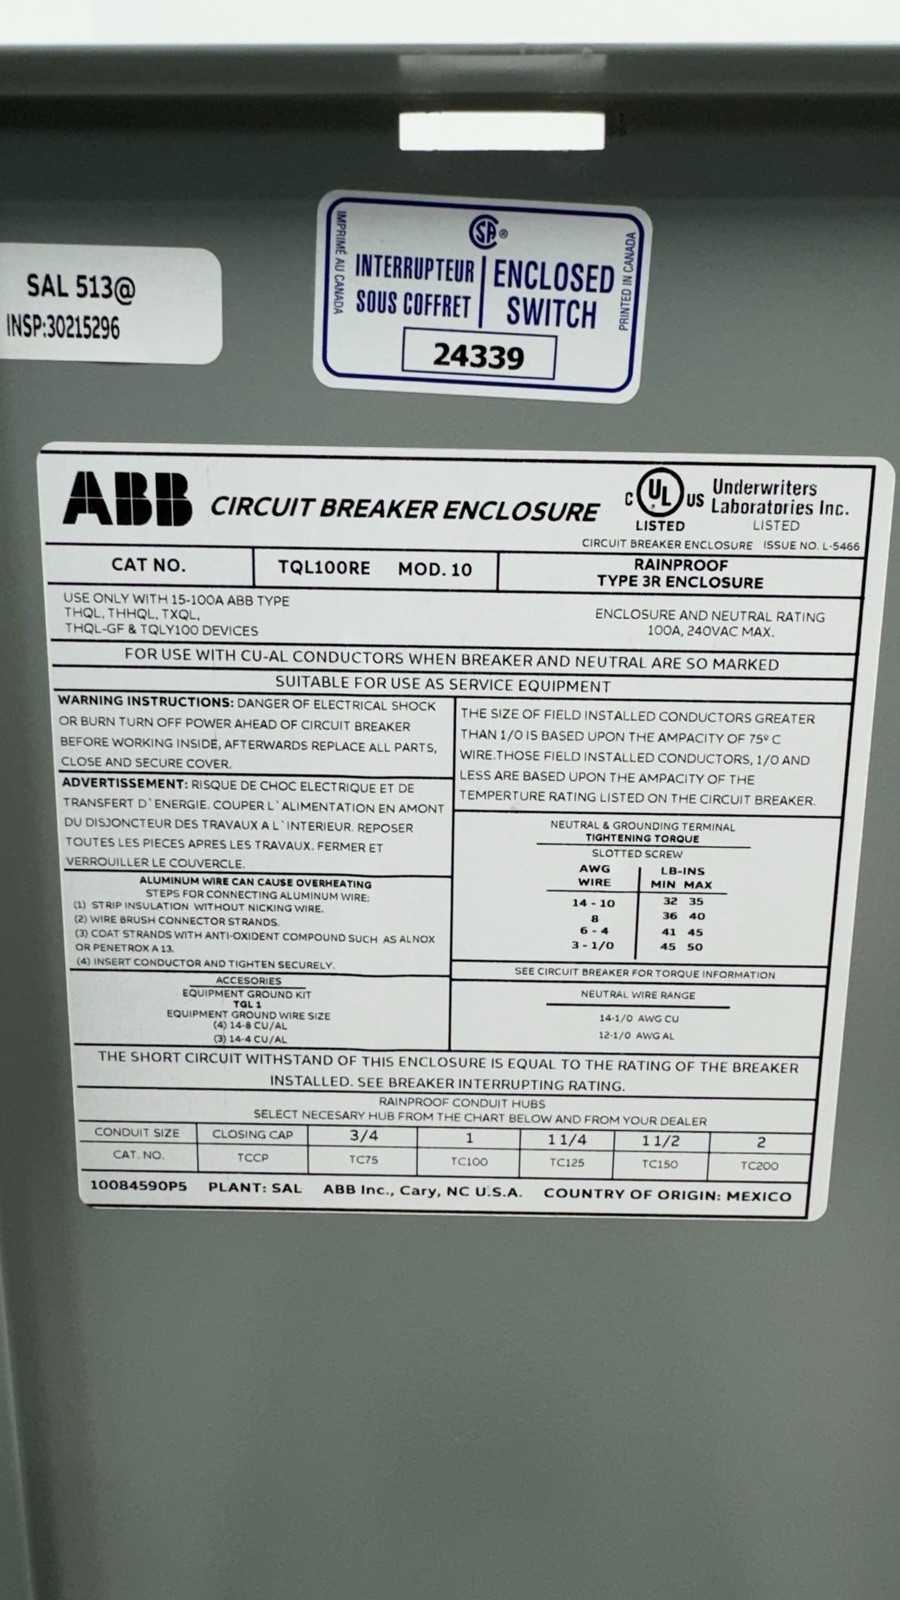 IMPRIMÉ AU CANADA
SA ®
INTERRUPTEUR
SOUS COFFRET
ENCLOSED
SWITCH
PRINTED IN CANADA
24339
SAL 513@
INSP:30215296
ABB CIRCUIT BREAKER ENCLOSURE
C UL US
LISTED
Underwriters
Laboratories Inc.
LISTED
CIRCUIT BREAKER ENCLOSURE ISSUE NO. L-5466
CAT NO.
TQL100RE MOD. 10
RAINPROOF
TYPE 3R ENCLOSURE
USE ONLY WITH 15-100A ABB TYPE
THQL, THHQL, TXQL,
THQL-GF & TQLY100 DEVICES
ENCLOSURE AND NEUTRAL RATING
100A, 240VAC MAX.
FOR USE WITH CU-AL CONDUCTORS WHEN BREAKER AND NEUTRAL ARE SO MARKED
SUITABLE FOR USE AS SERVICE EQUIPMENT
WARNING INSTRUCTIONS: DANGER OF ELECTRICAL SHOCK
OR BURN TURN OFF POWER AHEAD OF CIRCUIT BREAKER
BEFORE WORKING INSIDE, AFTERWARDS REPLACE ALL PARTS,
CLOSE AND SECURE COVER.
ADVERTISSEMENT: RISQUE DE CHOC ELECTRIQUE ET DE
TRANSFERT D`ENERGIE. COUPER L`ALIMENTATION EN AMONT
DU DISJONCTEUR DES TRAVAUX A L`INTERIEUR. REPOSER
TOUTES LES PIECES APRES LES TRAVAUX. FERMER ET
VERROUILLER LE COUVERCLE.
ALUMINUM WIRE CAN CAUSE OVERHEATING
STEPS FOR CONNECTING ALUMINUM WIRE:
(1) STRIP INSULATION WITHOUT NICKING WIRE.
(2) WIRE BRUSH CONNECTOR STRANDS.
(3) COAT STRANDS WITH ANTI-OXIDENT COMPOUND SUCH AS ALNOX
OR PENETROX A 13.
(4) INSERT CONDUCTOR AND TIGHTEN SECURELY.
ACCESORIES
EQUIPMENT GROUND KIT
TGL 1
EQUIPMENT GROUND WIRE SIZE
(4) 14-8 CU/AL
(3) 14-4 CU/AL
THE SIZE OF FIELD INSTALLED CONDUCTORS GREATER
THAN 1/0 IS BASED UPON THE AMPACITY OF 75º C
WIRE.THOSE FIELD INSTALLED CONDUCTORS, 1/0 AND
LESS ARE BASED UPON THE AMPACITY OF THE
TEMPERTURE RATING LISTED ON THE CIRCUIT BREAKER.
NEUTRAL & GROUNDING TERMINAL
TIGHTENING TORQUE
SLOTTED SCREW
AWG LB-INS
WIRE MIN MAX
14 - 10 32 35
8 36 40
6 - 4 41 45
3 - 1/0 45 50
SEE CIRCUIT BREAKER FOR TORQUE INFORMATION
NEUTRAL WIRE RANGE
14-1/0 AWG CU
12-1/0 AWG AL
THE SHORT CIRCUIT WITHSTAND OF THIS ENCLOSURE IS EQUAL TO THE RATING OF THE BREAKER
INSTALLED. SEE BREAKER INTERRUPTING RATING.
RAINPROOF CONDUIT HUBS
SELECT NECESARY HUB FROM THE CHART BELOW AND FROM YOUR DEALER
CONDUIT SIZE CLOSING CAP 3/4 1 1 1/4 1 1/2 2
CAT. NO. TCCP TC75 TC100 TC125 TC150 TC200
10084590P5 PLANT: SAL ABB Inc., Cary, NC U.S.A. COUNTRY OF ORIGIN: MEXICO